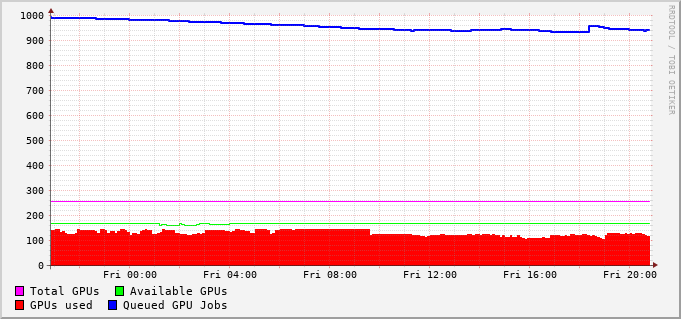 1000
900
800
700
600
500
400
300
200
100
0
Fri 00:00 Fri 04:00 Fri 08:00 Fri 12:00 Fri 16:00 Fri 20:00
Total GPUs Available GPUs
GPUs used Queued GPU Jobs
RRDTOOL / TOBI OETIKER